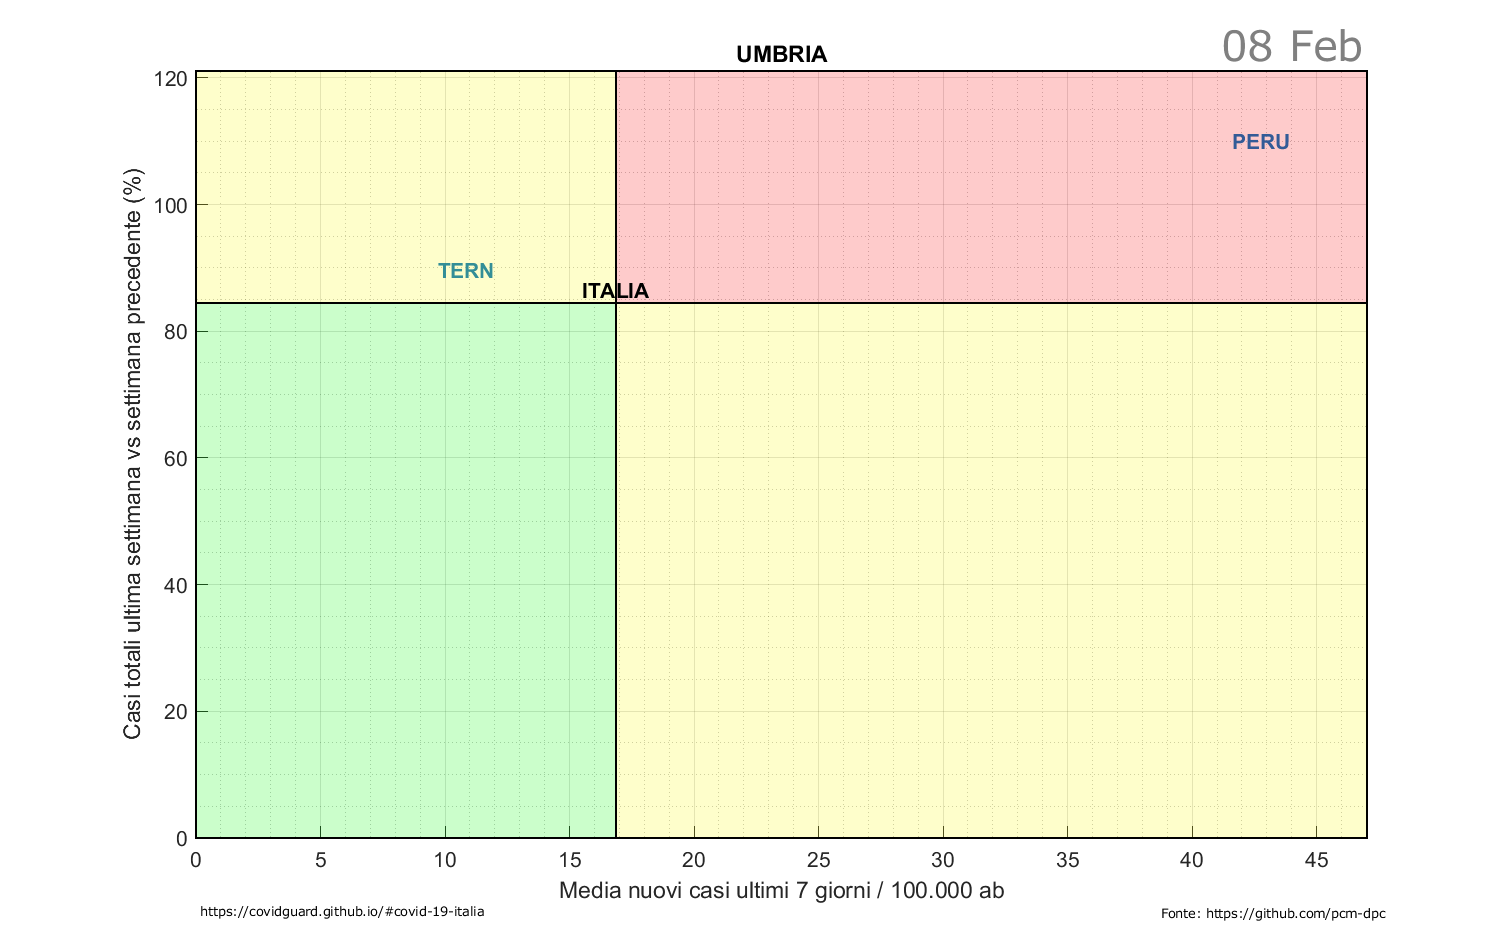 08 Feb
UMBRIA
120
100
80
60
40
20
0
Casi totali ultima settimana vs settimana precedente (%)
PERU
TERN
ITALIA
0 5 10 15 20 25 30 35 40 45
Media nuovi casi ultimi 7 giorni / 100.000 ab
https://covidguard.github.io/#covid-19-italia
Fonte: https://github.com/pcm-dpc